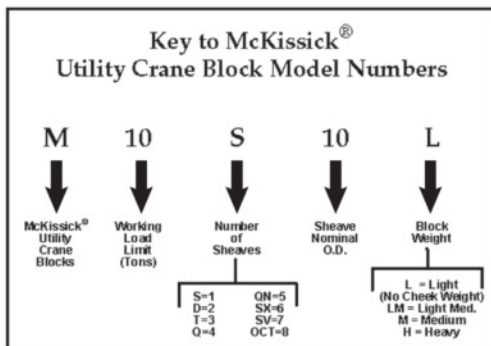 Key to McKissick®
Utility Crane Block Model Numbers
M 10 S 10 L
McKissick®
Utility
Crane
Blocks
Working
Load
Limit
(Tons)
Number
of
Sheaves
Sheave
Nominal
O.D.
Block
Weight
S=1 QN=5
D=2 SX=6
T=3 SV=7
Q=4 OCT=8
L = Light
(No Cheek Weight)
LM = Light Med.
M = Medium
H = Heavy